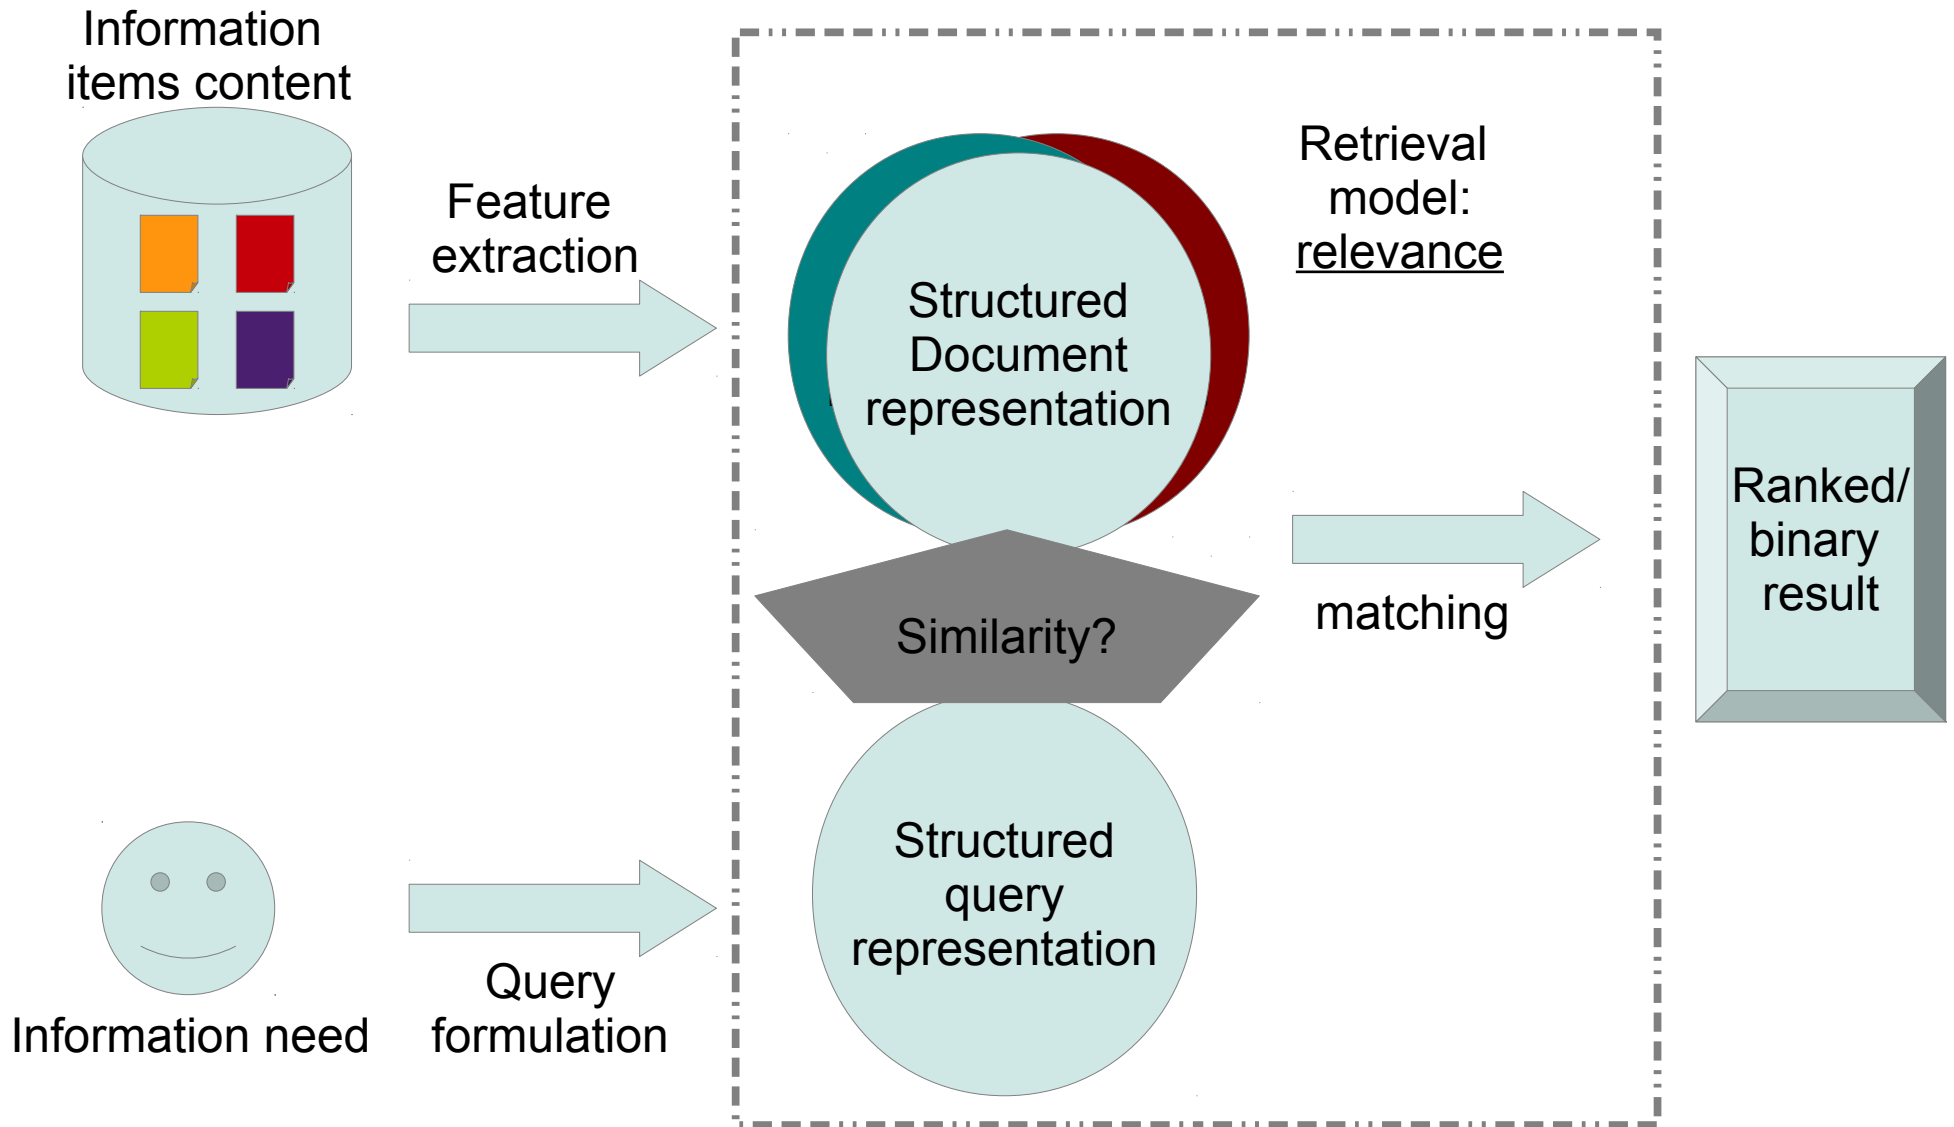 Information
items content
Feature
extraction
Structured
Document
representation
Retrieval
model:
relevance
Similarity?
matching
Ranked/
binary
result
Structured
query
representation
Information need
Query
formulation